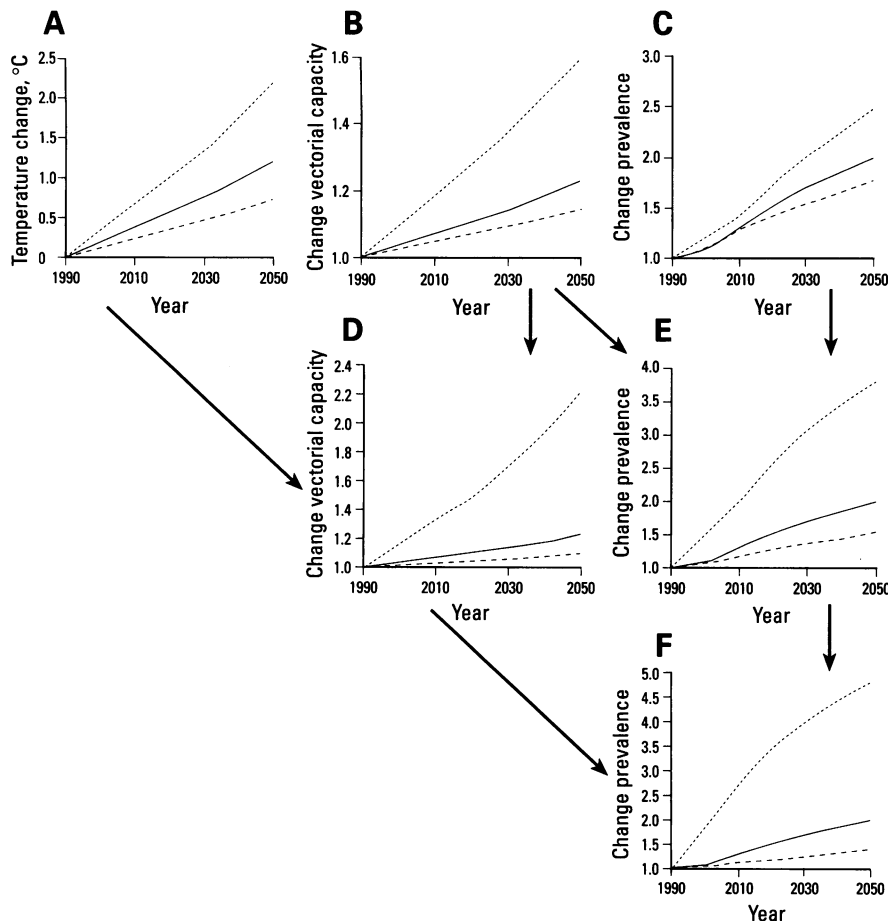 A
Temperature change, °C
2.5
2.0
1.5
1.0
0.5
0
1990 2010 2030 2050
Year
B
Change vectorial capacity
1.6
1.4
1.2
1.0
1990 2010 2030 2050
Year
C
Change prevalence
3.0
2.5
2.0
1.5
1.0
1990 2010 2030 2050
Year
D
Change vectorial capacity
2.4
2.2
2.0
1.8
1.6
1.4
1.2
1.0
1990 2010 2030 2050
Year
E
Change prevalence
4.0
3.5
3.0
2.5
2.0
1.5
1.0
1990 2010 2030 2050
Year
F
Change prevalence
5.0
4.5
4.0
3.5
3.0
2.5
2.0
1.5
1.0
1990 2010 2030 2050
Year